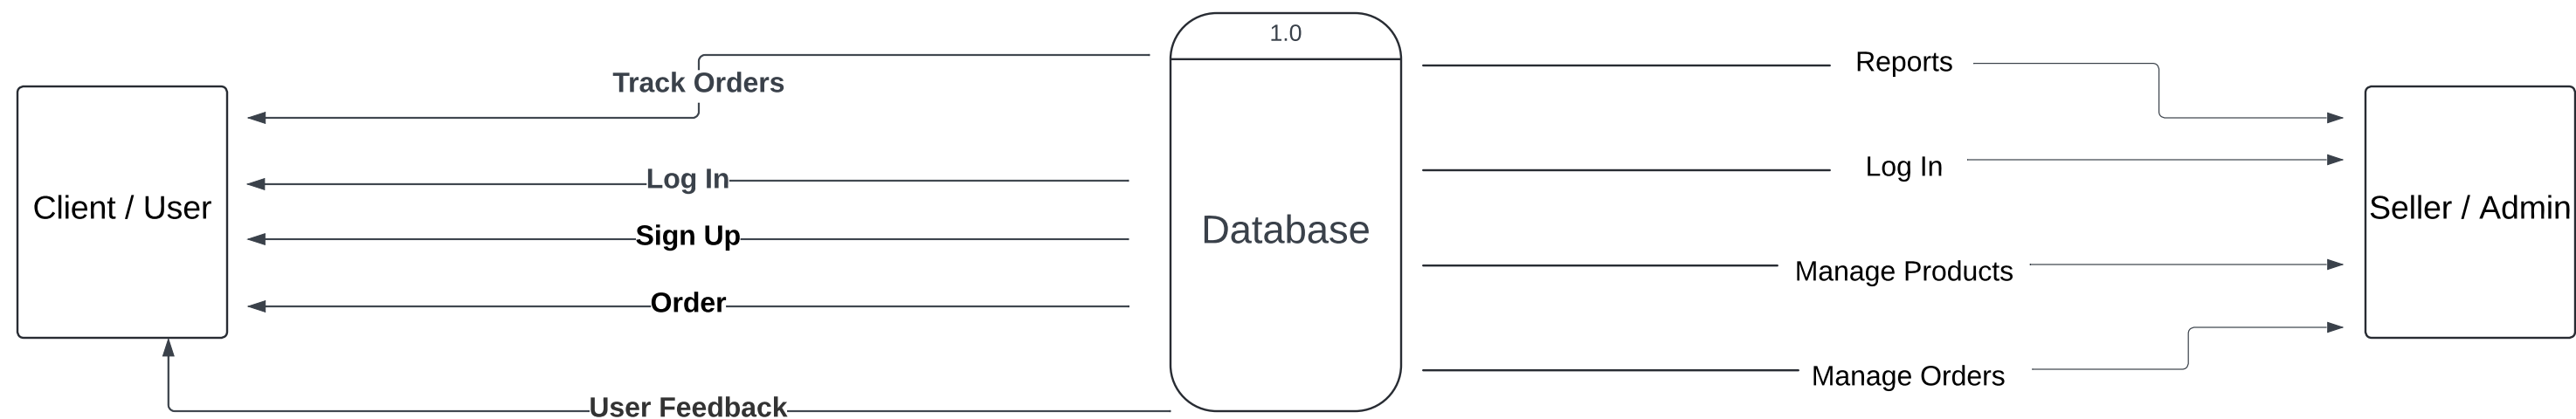 1.0
Track Orders
Reports
Log In
Log In
Client / User
Seller / Admin
Database
Sign Up
Manage Products
Order
Manage Orders
User Feedback